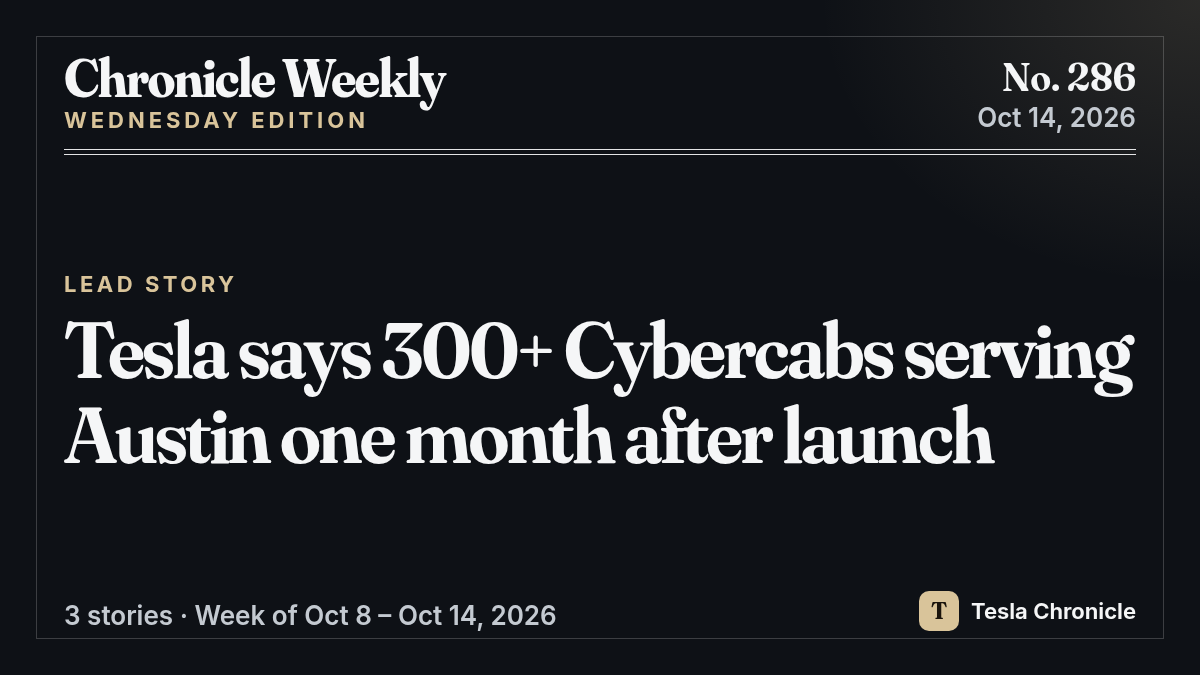 Chronicle Weekly
WEDNESDAY EDITION
No. 286
Oct 14, 2026
LEAD STORY
Tesla says 300+ Cybercabs serving
Austin one month after launch
3 stories · Week of Oct 8 – Oct 14, 2026
T Tesla Chronicle